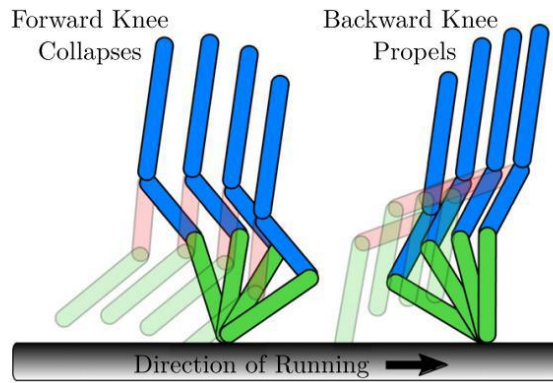 Forward Knee
Collapses
Backward Knee
Propels
Direction of Running